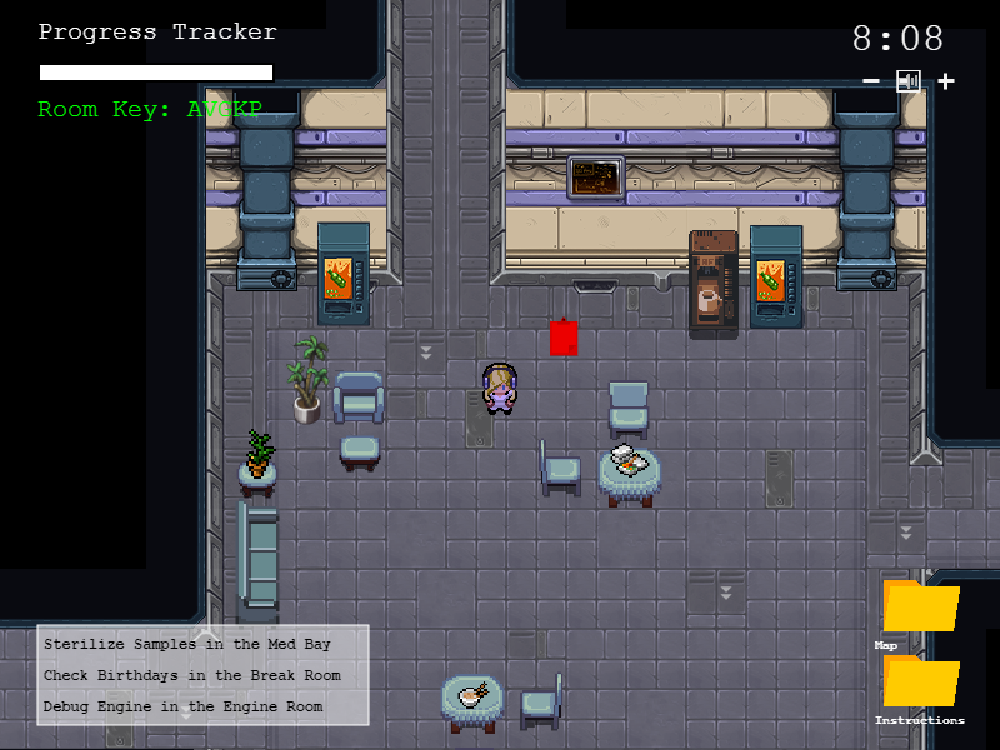 Progress Tracker
8:08
Room Key: AVGKP
Sterilize Samples in the Med Bay
Check Birthdays in the Break Room
Debug Engine in the Engine Room
Map
Instructions